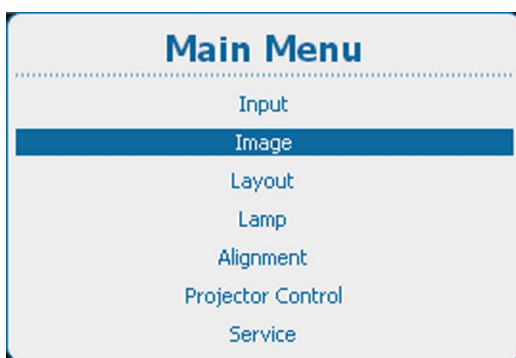 Main Menu
Input
Image
Layout
Lamp
Alignment
Projector Control
Service